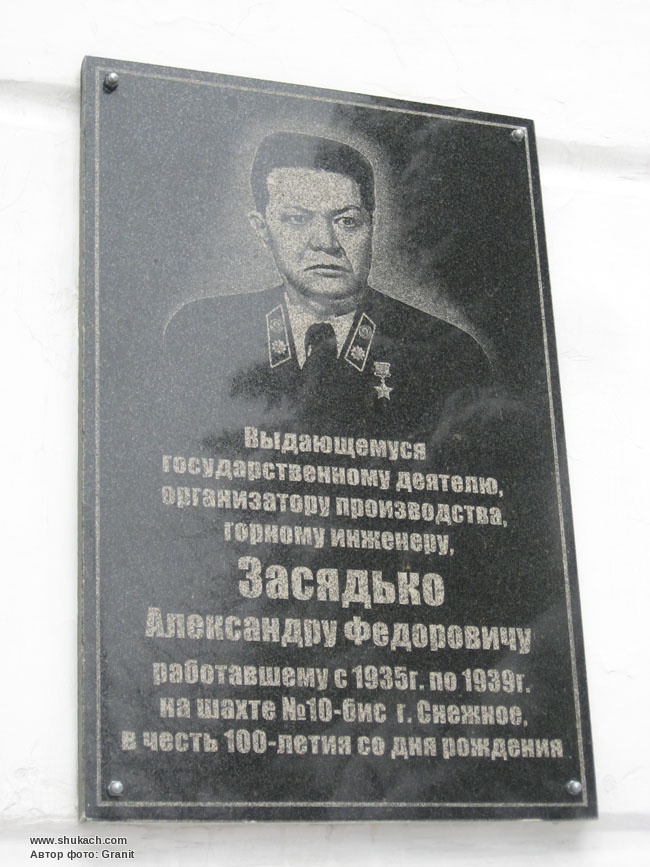 Выдающемуся
государственному деятелю,
организатору производства,
горному инженеру,
Засядько
Александру Федоровичу
работавшему с 1935г. по 1939г.
на шахте №10-бис г. Снежное,
в честь 100-летия со дня рождения
www.shukach.com
Автор фото: Granit